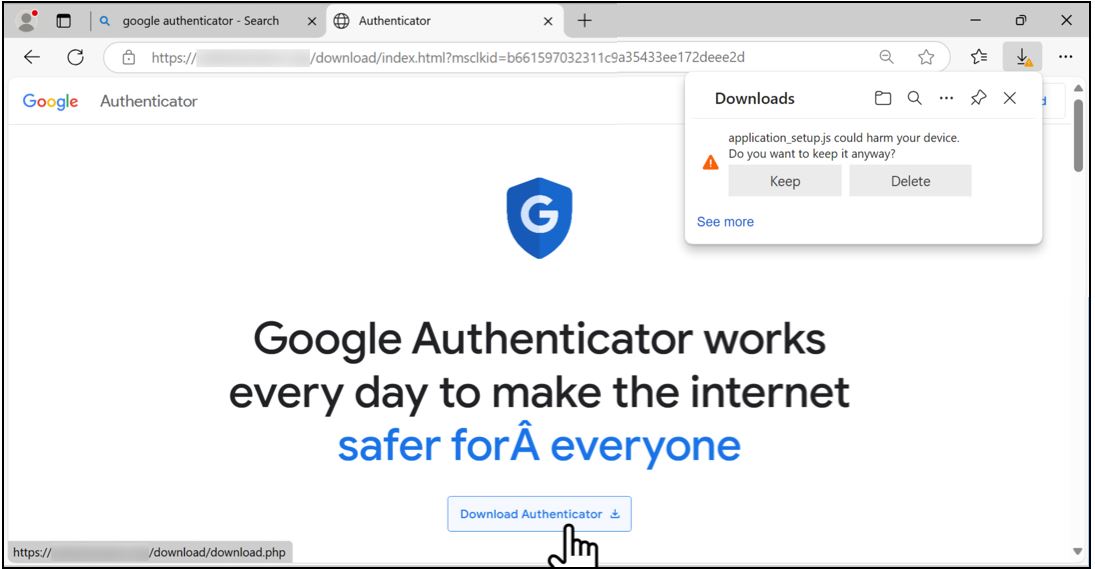 google authenticator - Search
Authenticator
https:// /download/index.html?msclkid=b661597032311c9a35433ee172deee2d
Google Authenticator
Downloads
d
application_setup.js could harm your device.
Do you want to keep it anyway?
Keep Delete
See more
G
Google Authenticator works
every day to make the internet
safer forÂ everyone
Download Authenticator
https:// /download/download.php